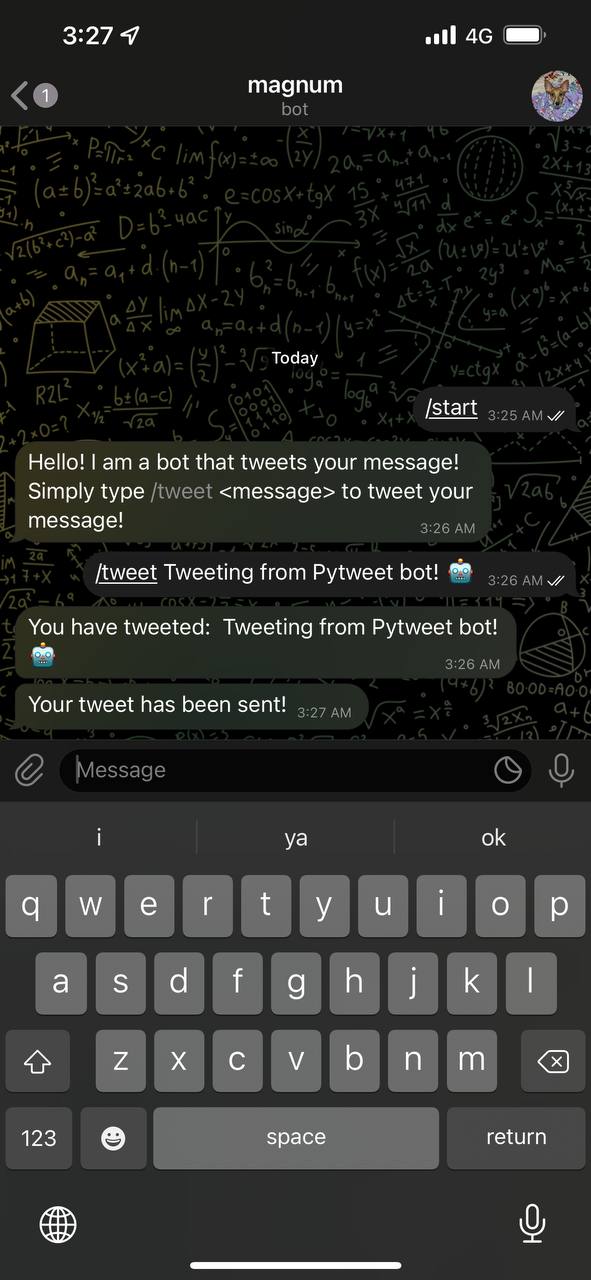 3:27
4G
1
magnum
bot
Today
/start 3:25 AM
Hello! I am a bot that tweets your message!
Simply type /tweet <message> to tweet your
message! 3:26 AM
/tweet Tweeting from Pytweet bot! 🤖 3:26 AM
You have tweeted:  Tweeting from Pytweet bot!
🤖 3:26 AM
Your tweet has been sent! 3:27 AM
Message
i ya ok
q w e r t y u i o p
a s d f g h j k l
z x c v b n m
123 space return